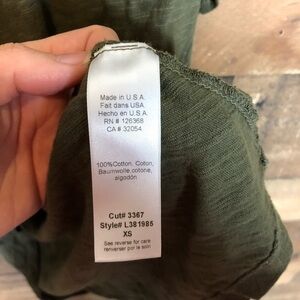 Made in U.S.A.
Fait dans USA
Hecho en U.S.A.
RN # 126368
CA # 32054
100%Cotton, Coton,
Baumwolle,cotone,
algodón
Cut# 3367
Style# L381985
XS
See reverse for care
renverser por le soin